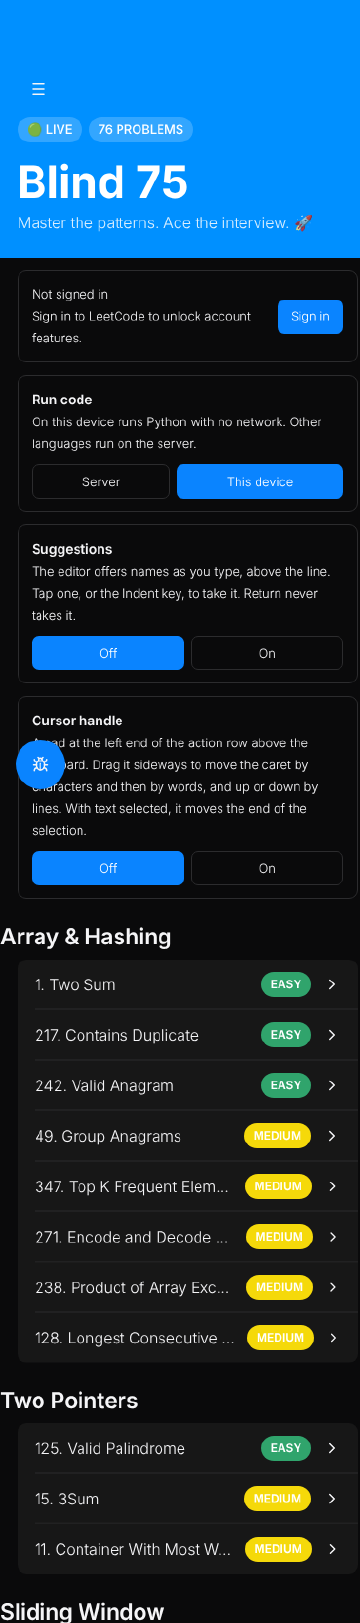 ☰
🟢 LIVE 76 PROBLEMS
Blind 75
Master the patterns. Ace the interview. 🚀
Not signed in
Sign in to LeetCode to unlock account
features.
Sign in
Run code
On this device runs Python with no network. Other
languages run on the server.
Server This device
Suggestions
The editor offers names as you type, above the line.
Tap one, or the Indent key, to take it. Return never
takes it.
Off On
Cursor handle
at the left end of the action row above the
Drag it sideways to move the caret by
characters and then by words, and up or down by
lines. With text selected, it moves the end of the
selection.
Off On
Array & Hashing
1. Two Sum EASY
217. Contains Duplicate EASY
242. Valid Anagram EASY
49. Group Anagrams MEDIUM
347. Top K Frequent Elem... MEDIUM
271. Encode and Decode ... MEDIUM
238. Product of Array Exc... MEDIUM
128. Longest Consecutive ... MEDIUM
Two Pointers
125. Valid Palindrome EASY
15. 3Sum MEDIUM
11. Container With Most W... MEDIUM
Sliding Window